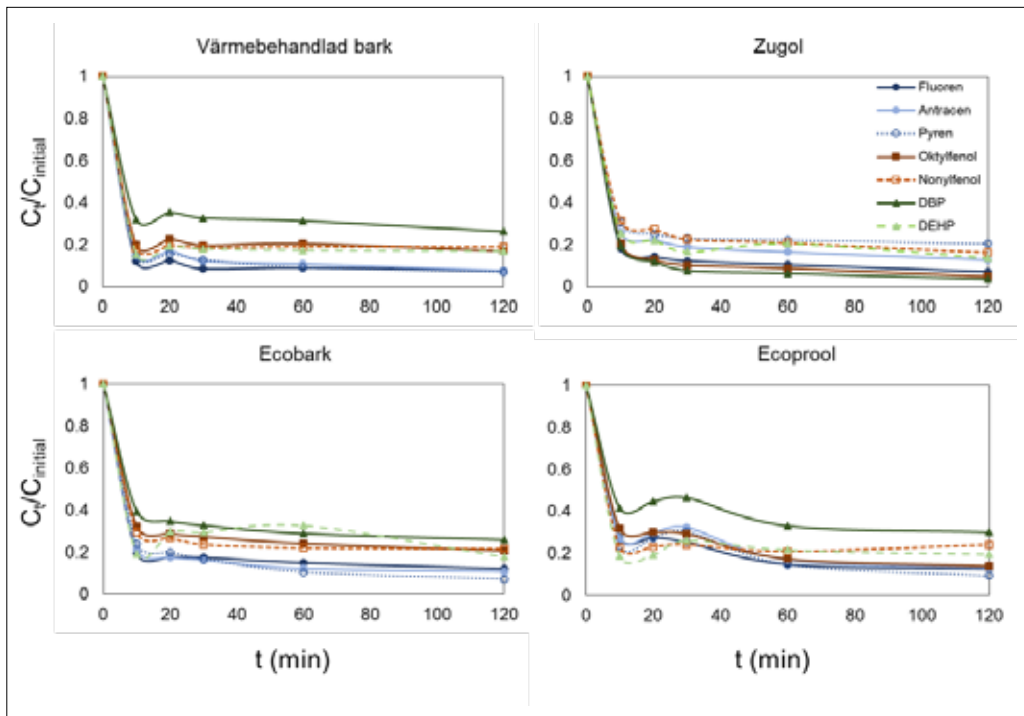 Värmebehandlad bark
Zugol
C_t/C_initial
1
0.8
0.6
0.4
0.2
0
0 20 40 60 80 100 120
1
0.8
0.6
0.4
0.2
0
0 20 40 60 80 100 120
Fluoren
Antracen
Pyren
Oktylfenol
Nonylfenol
DBP
DEHP
Ecobark
Ecoprool
C_t/C_initial
1
0.8
0.6
0.4
0.2
0
0 20 40 60 80 100 120
1
0.8
0.6
0.4
0.2
0
0 20 40 60 80 100 120
t (min)
t (min)